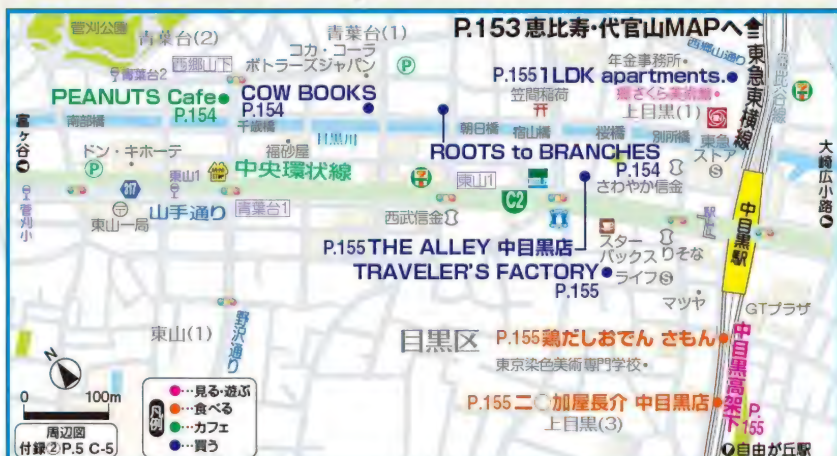 P.153 恵比寿・代官山MAPへ
菅刈公園
青葉台(2)
青葉台(1)
コカ・コーラ
ボトラーズジャパン
西郷山通り
年金事務所
東急東横線
日比谷線
青葉台2
西郷山下
P.155 1LDK apartments.
郷さくら美術館
PEANUTS Cafe
P.154
COW BOOKS
P.154
笠間稲荷
上目黒(1)
富ヶ谷
南部橋
千歳橋
目黒川
朝日橋
宿山橋
桜橋
別所橋
東急
ストア
大崎広小路
ROOTS to BRANCHES
P.154
ドン・キホーテ
東山1
福砂屋
中央環状線
東山1
さわやか信金
317
C2
菅刈小
東山一局
山手通り
青葉台1
西武信金
中目黒駅
P.155 THE ALLEY 中目黒店
スター
バックス
りそな
TRAVELER'S FACTORY
P.155
ライフ
マツヤ
GTプラザ
東山(1)
野沢通り
目黒区
P.155 鶏だしおでん さもん
東京染色美術専門学校
中目黒高架下
P.155
P.155 二〇加屋長介 中目黒店
上目黒(3)
自由が丘駅
N
0 100m
周辺図
付録②P.5 C-5
凡例
…見る・遊ぶ
…食べる
…カフェ
…買う